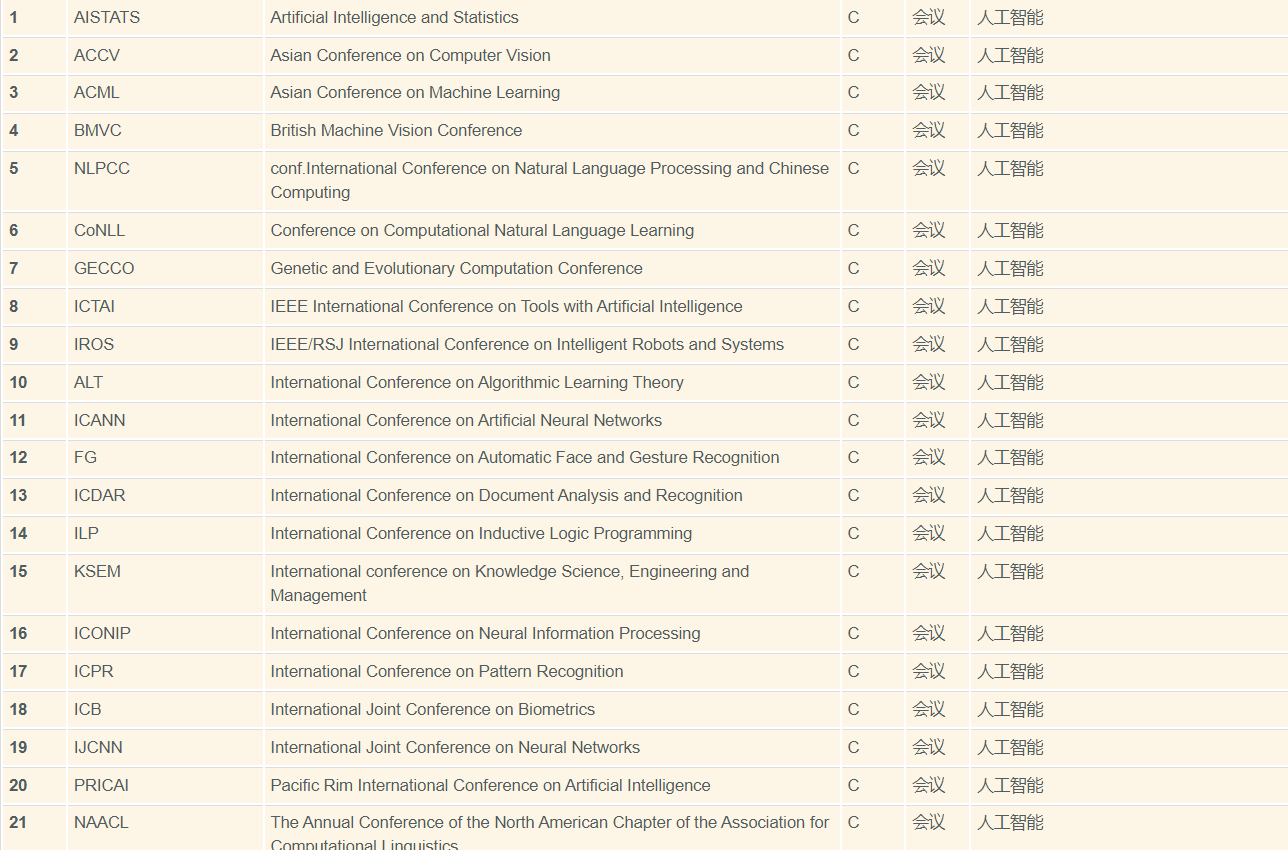 1 AISTATS Artificial Intelligence and Statistics C 会议 人工智能
2 ACCV Asian Conference on Computer Vision C 会议 人工智能
3 ACML Asian Conference on Machine Learning C 会议 人工智能
4 BMVC British Machine Vision Conference C 会议 人工智能
5 NLPCC conf.International Conference on Natural Language Processing and Chinese C 会议 人工智能
Computing
6 CoNLL Conference on Computational Natural Language Learning C 会议 人工智能
7 GECCO Genetic and Evolutionary Computation Conference C 会议 人工智能
8 ICTAI IEEE International Conference on Tools with Artificial Intelligence C 会议 人工智能
9 IROS IEEE/RSJ International Conference on Intelligent Robots and Systems C 会议 人工智能
10 ALT International Conference on Algorithmic Learning Theory C 会议 人工智能
11 ICANN International Conference on Artificial Neural Networks C 会议 人工智能
12 FG International Conference on Automatic Face and Gesture Recognition C 会议 人工智能
13 ICDAR International Conference on Document Analysis and Recognition C 会议 人工智能
14 ILP International Conference on Inductive Logic Programming C 会议 人工智能
15 KSEM International conference on Knowledge Science, Engineering and C 会议 人工智能
Management
16 ICONIP International Conference on Neural Information Processing C 会议 人工智能
17 ICPR International Conference on Pattern Recognition C 会议 人工智能
18 ICB International Joint Conference on Biometrics C 会议 人工智能
19 IJCNN International Joint Conference on Neural Networks C 会议 人工智能
20 PRICAI Pacific Rim International Conference on Artificial Intelligence C 会议 人工智能
21 NAACL The Annual Conference of the North American Chapter of the Association for C 会议 人工智能
Computational Linguistics